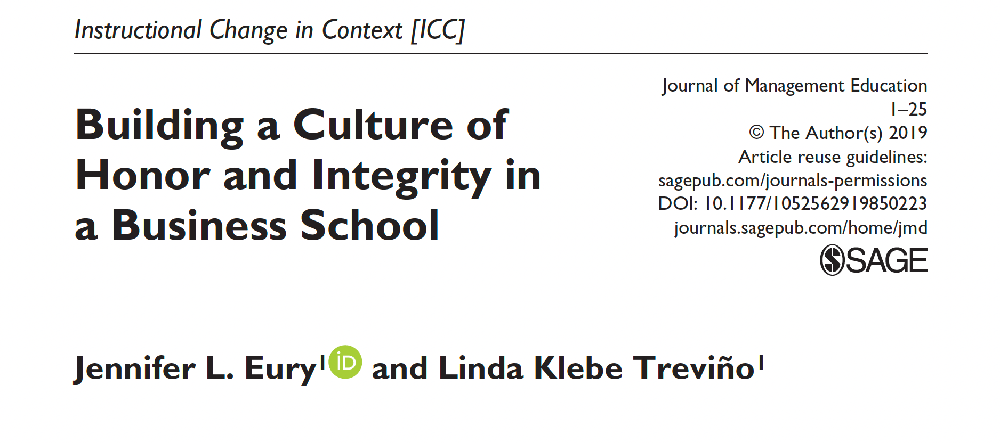 Instructional Change in Context [ICC]
Building a Culture of
Honor and Integrity in
a Business School
Journal of Management Education
1–25
© The Author(s) 2019
Article reuse guidelines:
sagepub.com/journals-permissions
DOI: 10.1177/1052562919850223
journals.sagepub.com/home/jmd
SSAGE
Jennifer L. Eury1 iD and Linda Klebe Treviño1